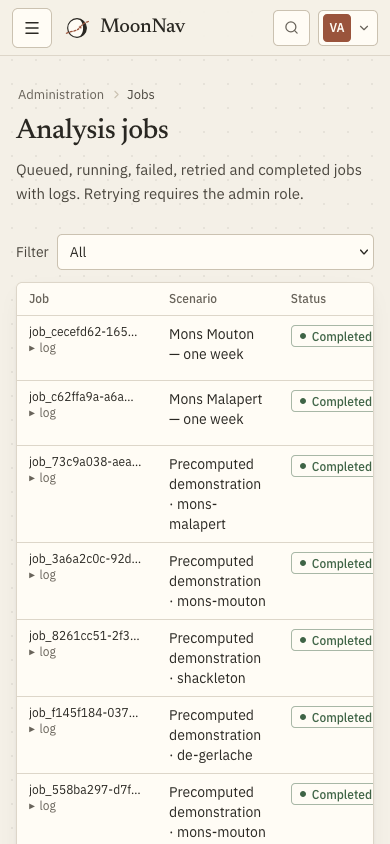 MoonNav
VA
Administration
Jobs
Analysis jobs
Queued, running, failed, retried and completed jobs
with logs. Retrying requires the admin role.
Filter
All
Job Scenario Status
job_cecefd62-165…
▸ log
Mons Mouton
— one week
Completed
job_c62ffa9a-a6a…
▸ log
Mons Malapert
— one week
Completed
job_73c9a038-aea…
▸ log
Precomputed
demonstration
· mons-
malapert
Completed
job_3a6a2c0c-92d…
▸ log
Precomputed
demonstration
· mons-mouton
Completed
job_8261cc51-2f3…
▸ log
Precomputed
demonstration
· shackleton
Completed
job_f145f184-037…
▸ log
Precomputed
demonstration
· de-gerlache
Completed
job_558ba297-d7f…
▸ log
Precomputed
demonstration
· mons-mouton
Completed